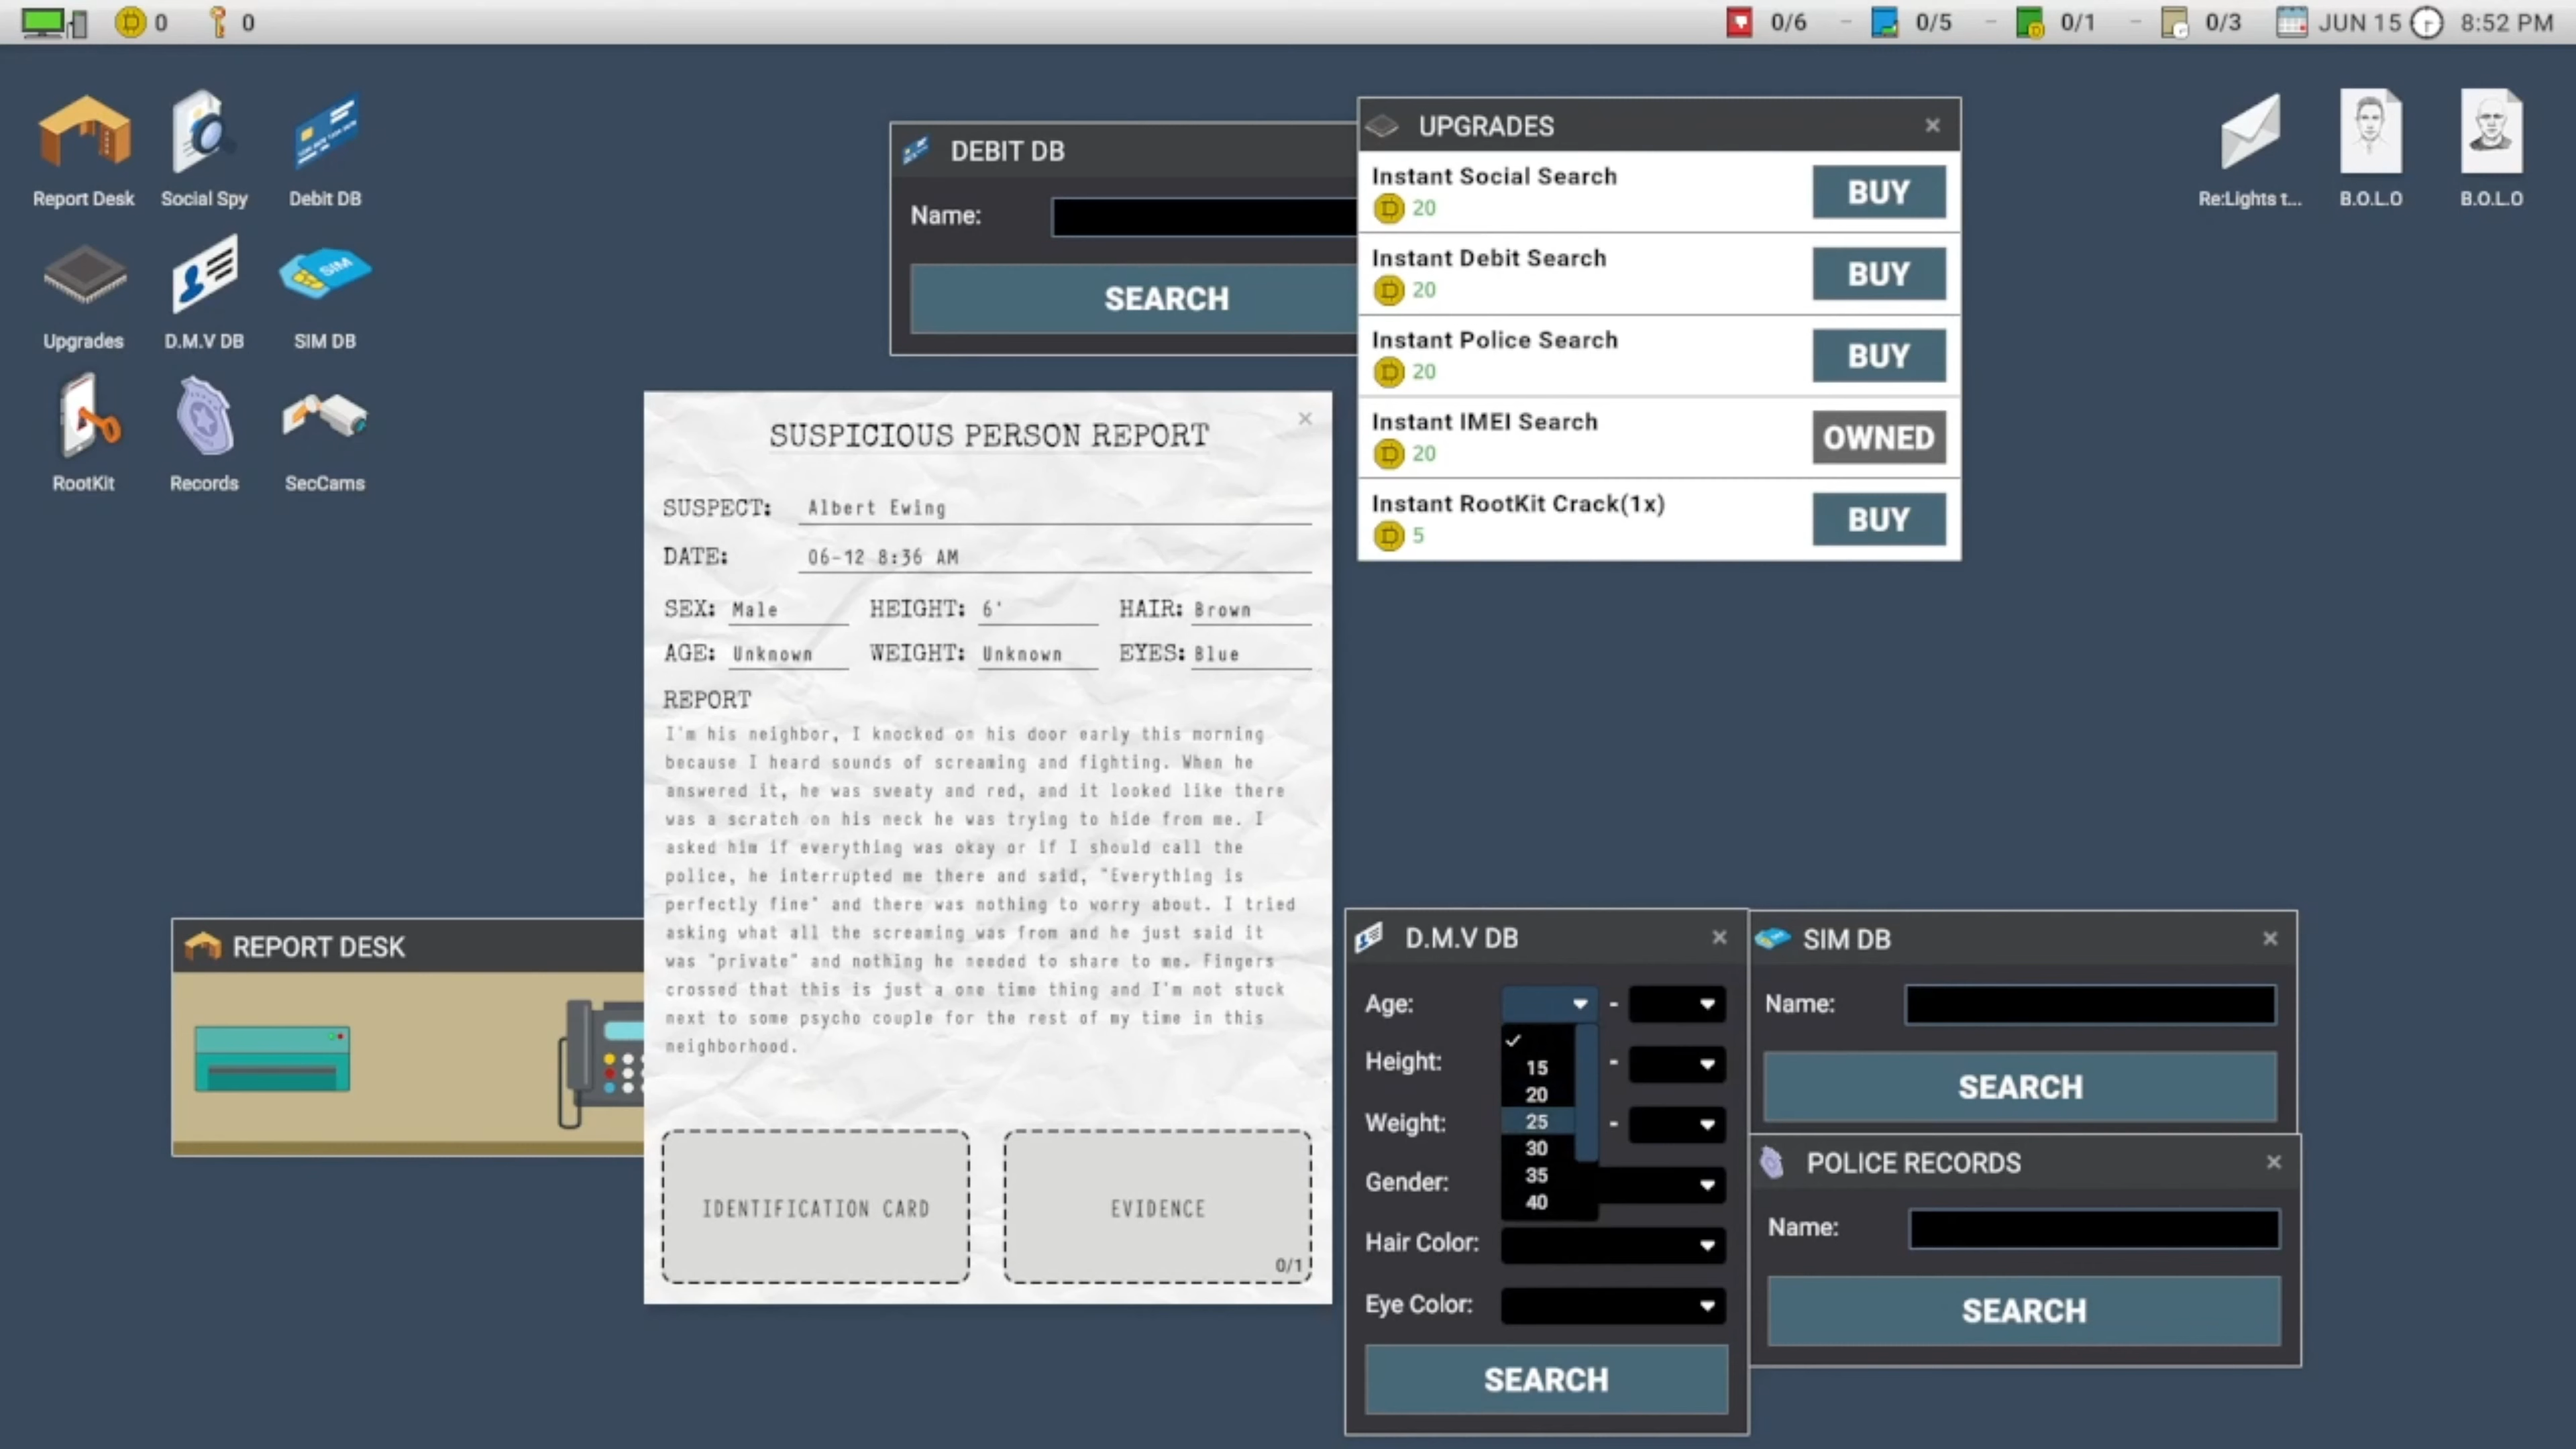 0
0
0/6
-
0/5
-
0/1
-
0/3
JUN 15
8:52 PM
Report Desk
Social Spy
Debit DB
Upgrades
D.M.V DB
SIM DB
RootKit
Records
SecCams
Re:Lights t...
B.O.L.O
B.O.L.O
DEBIT DB
Name:
SEARCH
UPGRADES
Instant Social Search
20
BUY
Instant Debit Search
20
BUY
Instant Police Search
20
BUY
Instant IMEI Search
20
OWNED
Instant RootKit Crack(1x)
5
BUY
SUSPICIOUS PERSON REPORT
SUSPECT: Albert Ewing
DATE: 06-12 8:36 AM
SEX: Male HEIGHT: 6' HAIR: Brown
AGE: Unknown WEIGHT: Unknown EYES: Blue
REPORT
I'm his neighbor, I knocked on his door early this morning
because I heard sounds of screaming and fighting. When he
answered it, he was sweaty and red, and it looked like there
was a scratch on his neck he was trying to hide from me. I
asked him if everything was okay or if I should call the
police, he interrupted me there and said, "Everything is
perfectly fine" and there was nothing to worry about. I tried
asking what all the screaming was from and he just said it
was "private" and nothing he needed to share to me. Fingers
crossed that this is just a one time thing and I'm not stuck
next to some psycho couple for the rest of my time in this
neighborhood.
IDENTIFICATION CARD
EVIDENCE
0/1
REPORT DESK
D.M.V DB
Age: -
15
20
25
30
35
40
Height: -
Weight: -
Gender:
Hair Color:
Eye Color:
SEARCH
SIM DB
Name:
SEARCH
POLICE RECORDS
Name:
SEARCH